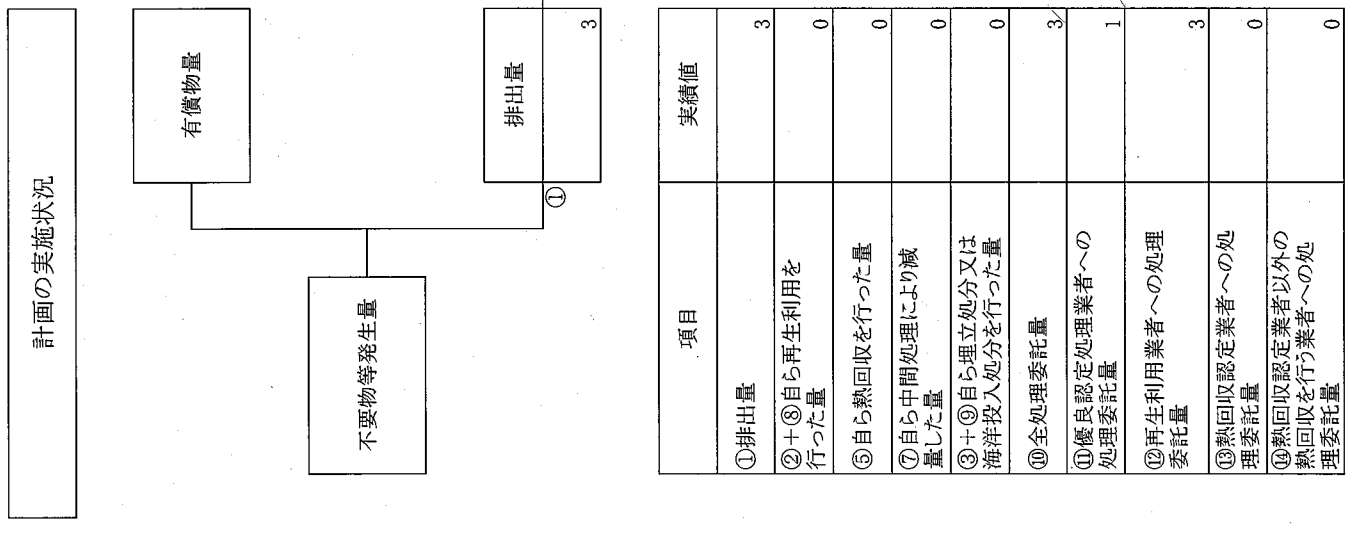 計画の実施状況
有償物量
不要物等発生量
①
排出量
3
項目
実績値
①排出量
3
②+⑧自ら再生利用を
行った量
0
⑤自ら熱回収を行った量
0
⑦自ら中間処理により減
量した量
0
③+⑨自ら埋立処分又は
海洋投入処分を行った量
0
⑩全処理委託量
3
⑪優良認定処理業者への
処理委託量
1
⑫再生利用業者への処理
委託量
3
⑬熱回収認定業者への処
理委託量
0
⑭熱回収認定業者以外の
熱回収を行う業者への処
理委託量
0